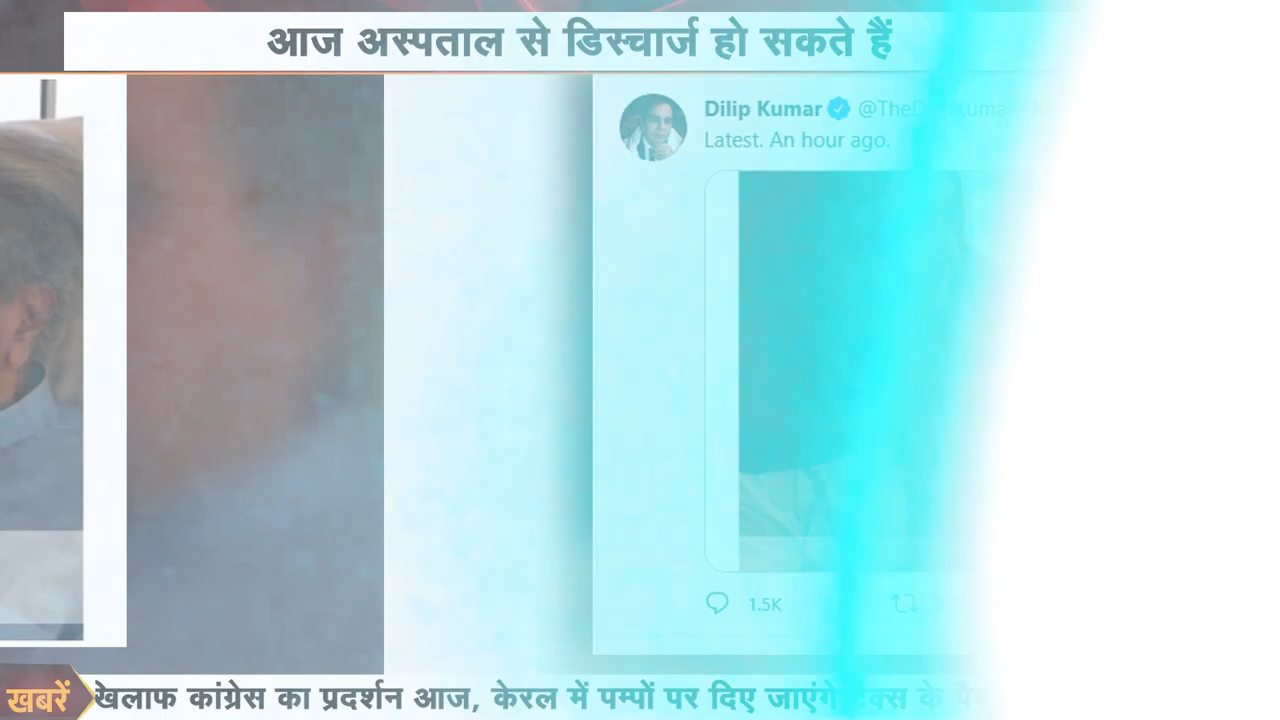 आज अस्पताल से डिस्चार्ज हो सकते हैं
Dilip Kumar
Latest. An hour ago.
1.5K
खबरें
खिलाफ कांग्रेस का प्रदर्शन आज, केरल में पम्पों पर दिए जाएंगे टैक्स के